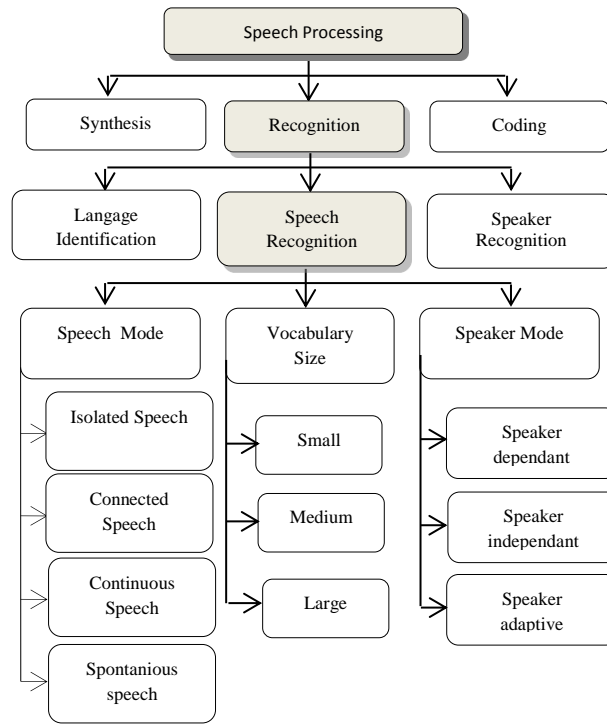 Speech Processing
Synthesis
Recognition
Coding
Langage
Identification
Speech
Recognition
Speaker
Recognition
Speech Mode
Vocabulary
Size
Speaker Mode
Isolated Speech
Connected
Speech
Continuous
Speech
Spontanious
speech
Small
Medium
Large
Speaker
dependant
Speaker
independant
Speaker
adaptive